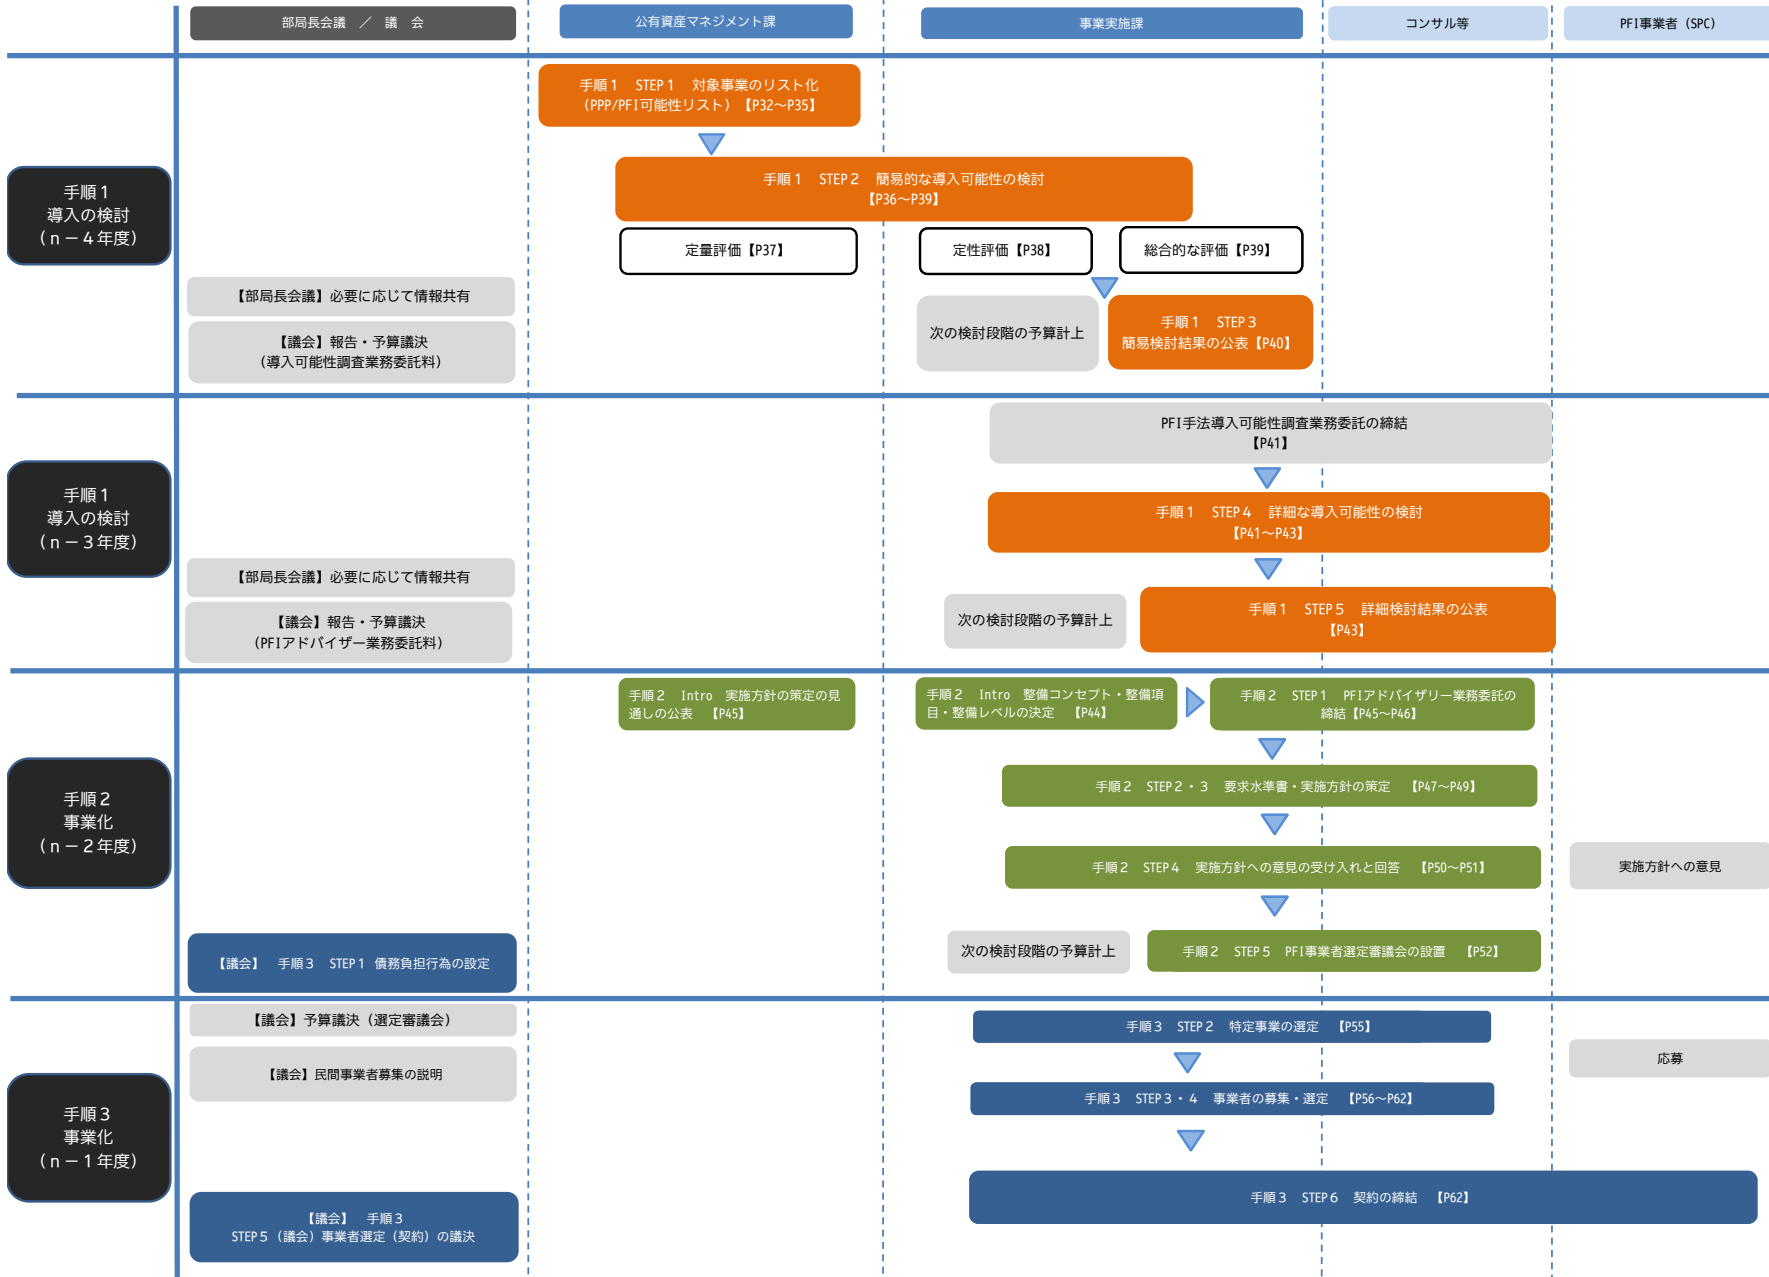 部局長会議　／　議　会
公有資産マネジメント課
事業実施課
コンサル等
PFI事業者（SPC）
手順１
導入の検討
（ｎ－４年度）
手順１　STEP１　対象事業のリスト化
（PPP/PFI可能性リスト）【P32～P35】
手順１　STEP２　簡易的な導入可能性の検討
【P36～P39】
定量評価【P37】
定性評価【P38】
総合的な評価【P39】
【部局長会議】必要に応じて情報共有
【議会】報告・予算議決
（導入可能性調査業務委託料）
次の検討段階の予算計上
手順１　STEP３
簡易検討結果の公表【P40】
手順１
導入の検討
（ｎ－３年度）
PFI手法導入可能性調査業務委託の締結
【P41】
手順１　STEP４　詳細な導入可能性の検討
【P41～P43】
【部局長会議】必要に応じて情報共有
【議会】報告・予算議決
（PFIアドバイザー業務委託料）
次の検討段階の予算計上
手順１　STEP５　詳細検討結果の公表
【P43】
手順２
事業化
（ｎ－２年度）
手順２　Intro　実施方針の策定の見
通しの公表　【P45】
手順２　Intro　整備コンセプト・整備項
目・整備レベルの決定　【P44】
手順２　STEP１　PFIアドバイザリー業務委託の
締結【P45～P46】
手順２　STEP２・３　要求水準書・実施方針の策定　【P47～P49】
手順２　STEP４　実施方針への意見の受け入れと回答　【P50～P51】
実施方針への意見
【議会】　手順３　STEP１ 債務負担行為の設定
次の検討段階の予算計上
手順２　STEP５　PFI事業者選定審議会の設置　【P52】
手順３
事業化
（ｎ－１年度）
【議会】予算議決（選定審議会）
【議会】民間事業者募集の説明
手順３　STEP２　特定事業の選定　【P55】
応募
手順３　STEP３・４　事業者の募集・選定　【P56～P62】
手順３　STEP６　契約の締結　【P62】
【議会】　手順３
STEP５（議会）事業者選定（契約）の議決